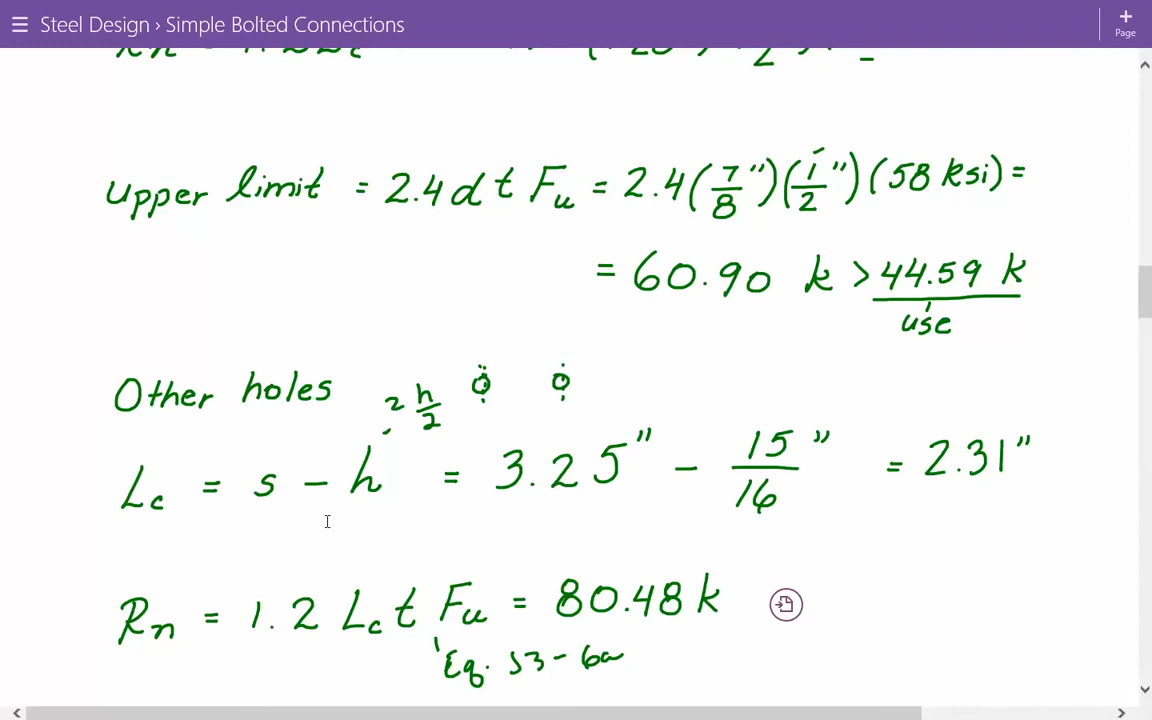 Steel Design › Simple Bolted Connections
Page
Upper limit = 2.4 d t Fu = 2.4 (7/8") (1/2") (58 ksi) =
= 60.90 k > 44.59 k
use
Other holes
2 h/2
Lc = s - h = 3.25" - 15/16" = 2.31"
Rn = 1.2 Lc t Fu = 80.48 k
Eq. J3-6a